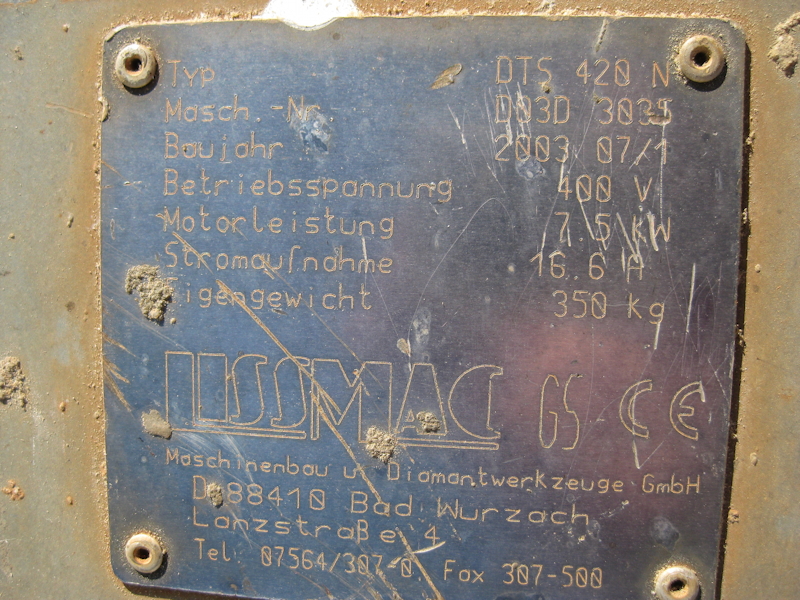 Typ DTS 420 N
Masch.-Nr. D03D 3035
Baujahr 2003 07/1
Betriebsspannung 400 V
Motorleistung 7.5 KW
Stromaufnahme 16.6 A
Eigengewicht 350 Kg
LISSMAC GS CE
Maschinenbau u. Diamantwerkzeuge GmbH
D-88410 Bad Wurzach
Lanzstraße 4
Tel. 07564/307-0, Fax 307-500